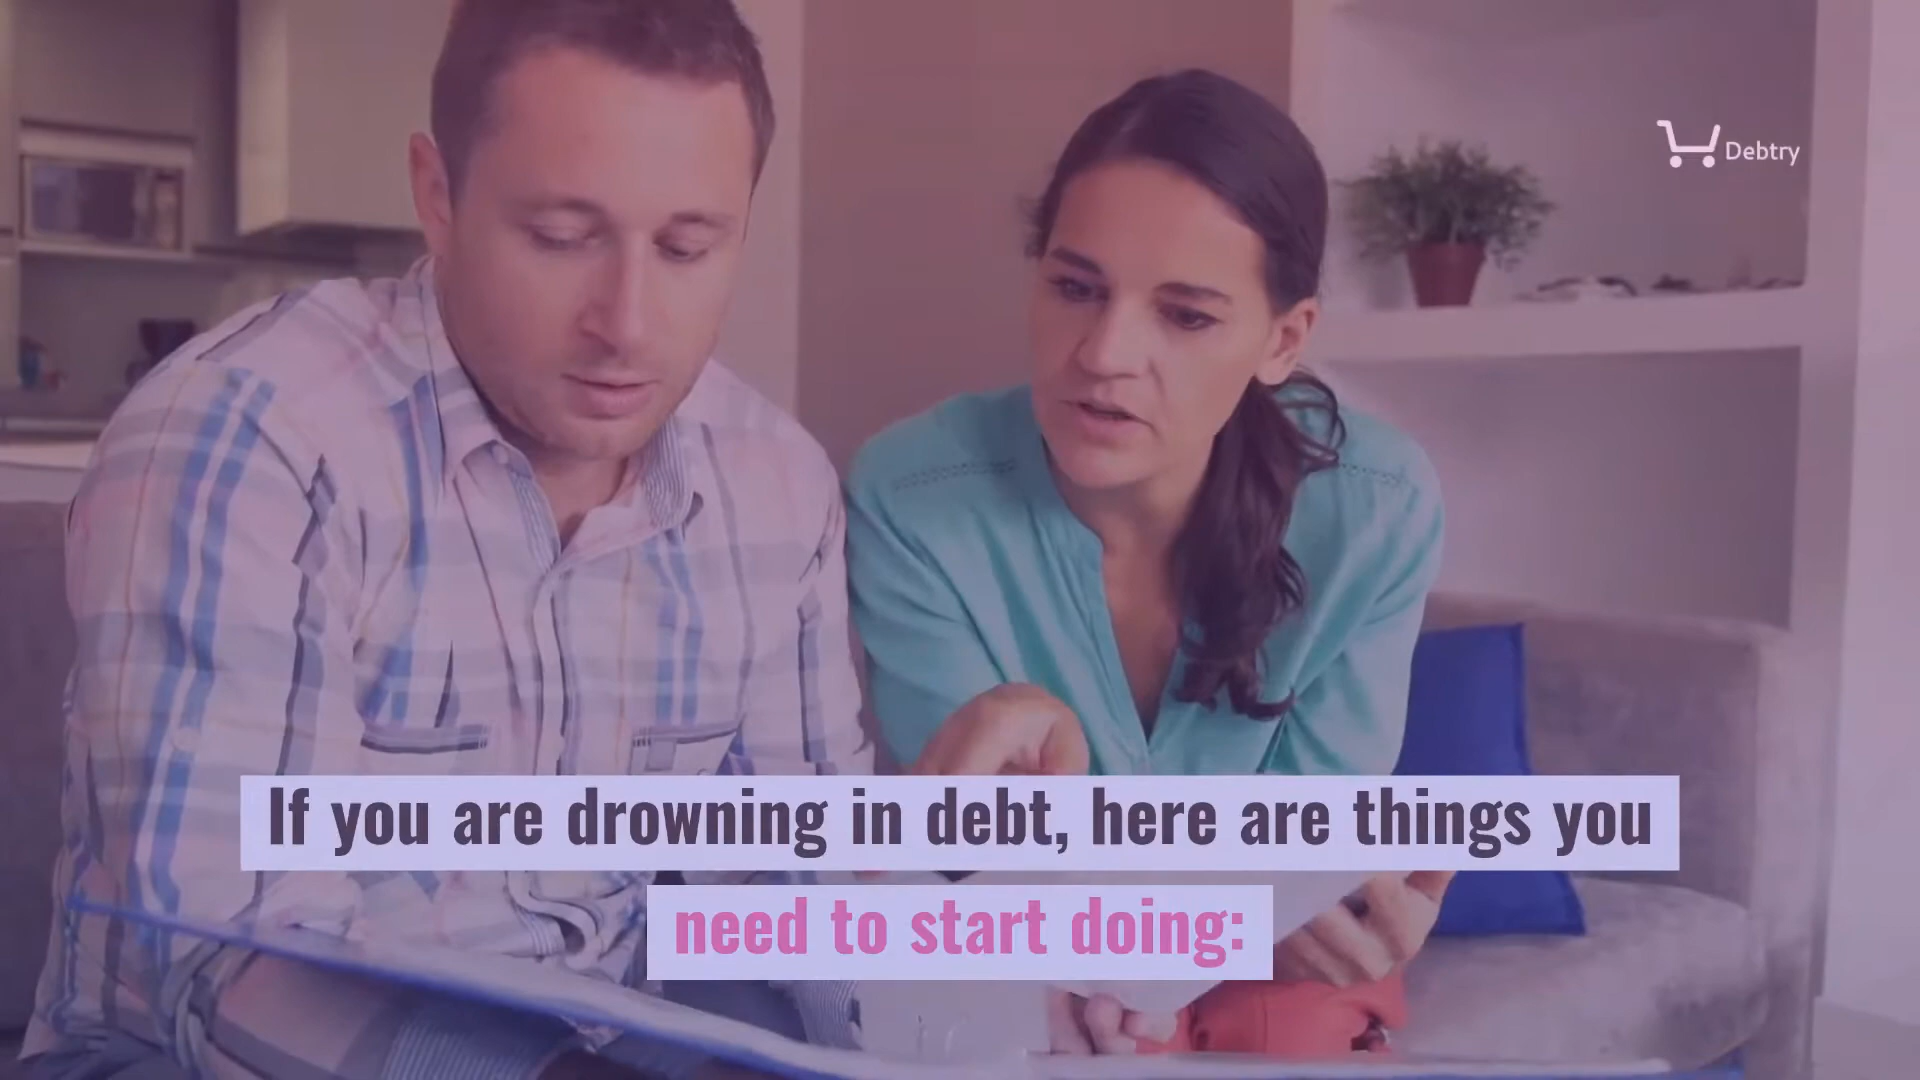 Debtry
If you are drowning in debt, here are things you
need to start doing: